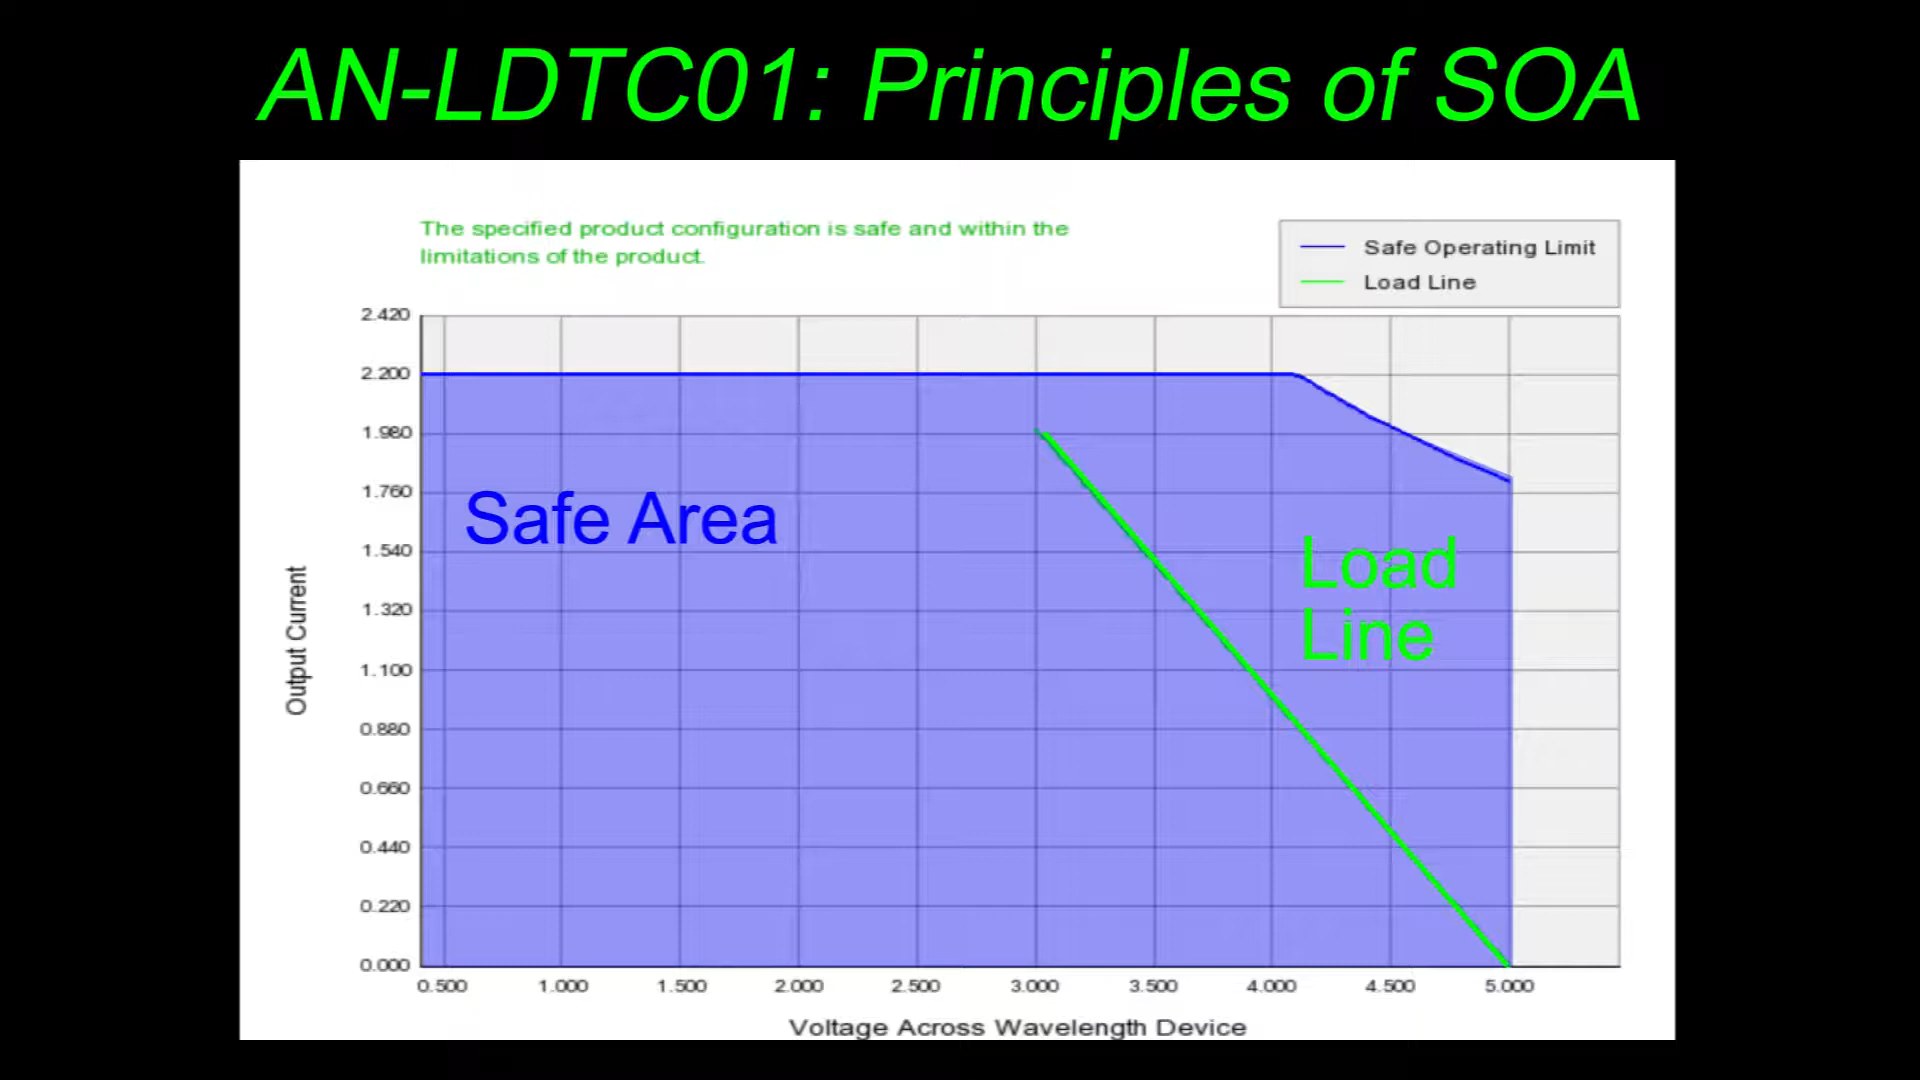 AN-LDTC01: Principles of SOA
The specified product configuration is safe and within the
limitations of the product.
Safe Operating Limit
Load Line
2.420
2.200
1.980
1.760
1.540
1.320
1.100
0.880
0.660
0.440
0.220
0.000
Output Current
Safe Area
Load
Line
0.500 1.000 1.500 2.000 2.500 3.000 3.500 4.000 4.500 5.000
Voltage Across Wavelength Device